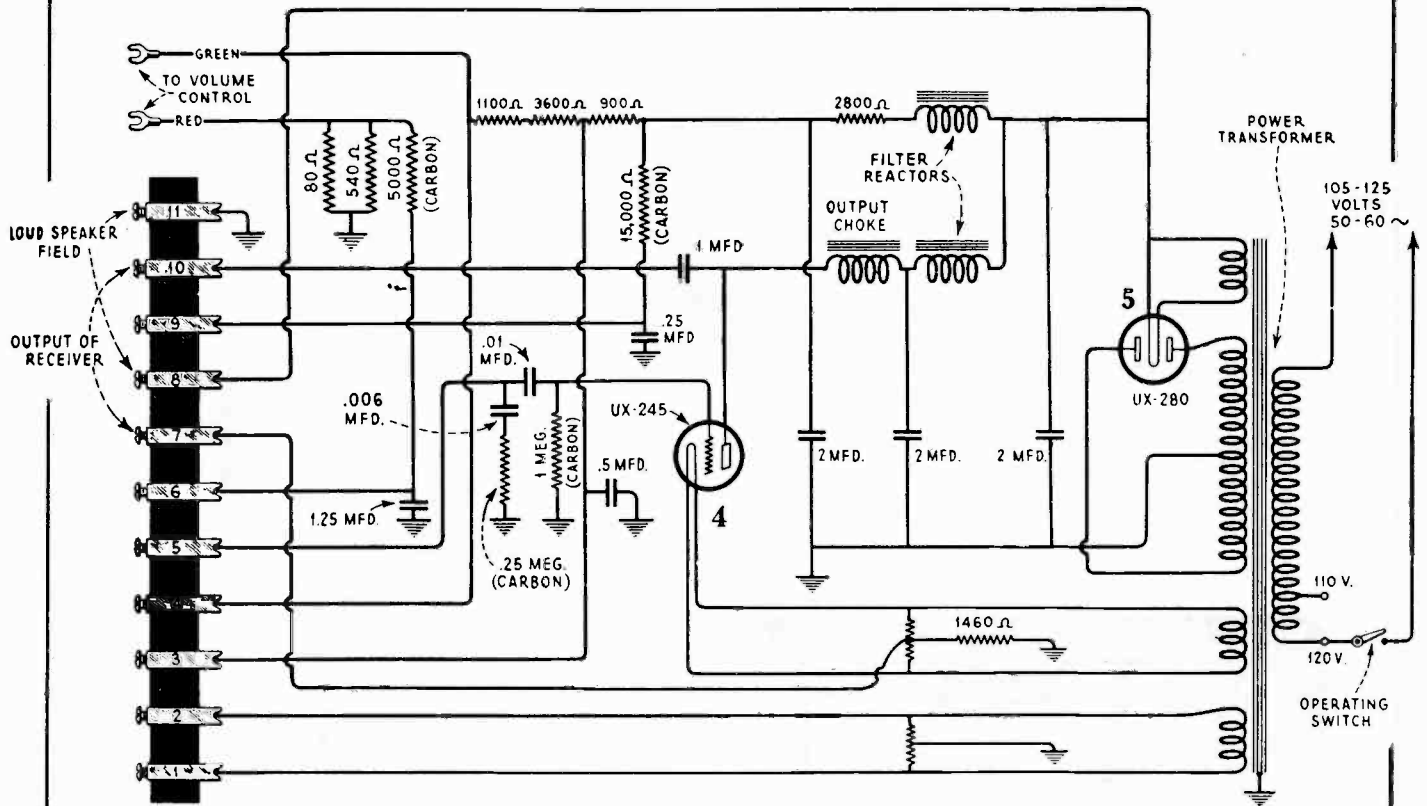 GREEN
TO VOLUME
CONTROL
RED
1100Ω
3600Ω
900Ω
2800Ω
80Ω
540Ω
5000Ω
(CARBON)
15,000Ω
(CARBON)
FILTER
REACTORS
OUTPUT
CHOKE
POWER
TRANSFORMER
105-125
VOLTS
50-60~
LOUD SPEAKER
FIELD
OUTPUT OF
RECEIVER
11
10
9
8
7
6
5
4
3
2
1
1 MFD
.25
MFD
.01
MFD.
.006
MFD.
1 MEG.
(CARBON)
.5 MFD.
1.25 MFD.
.25 MEG.
(CARBON)
UX-245
4
2 MFD.
2 MFD.
2 MFD.
5
UX-280
1460Ω
110 V.
120 V.
OPERATING
SWITCH